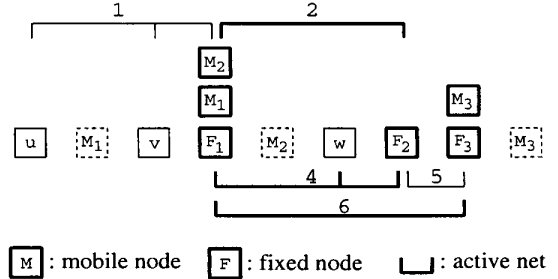 1 2
M2
M1 M3
u M1 v F1 M2 w F2 F3 M3
4 5
6
M : mobile node F : fixed node : active net